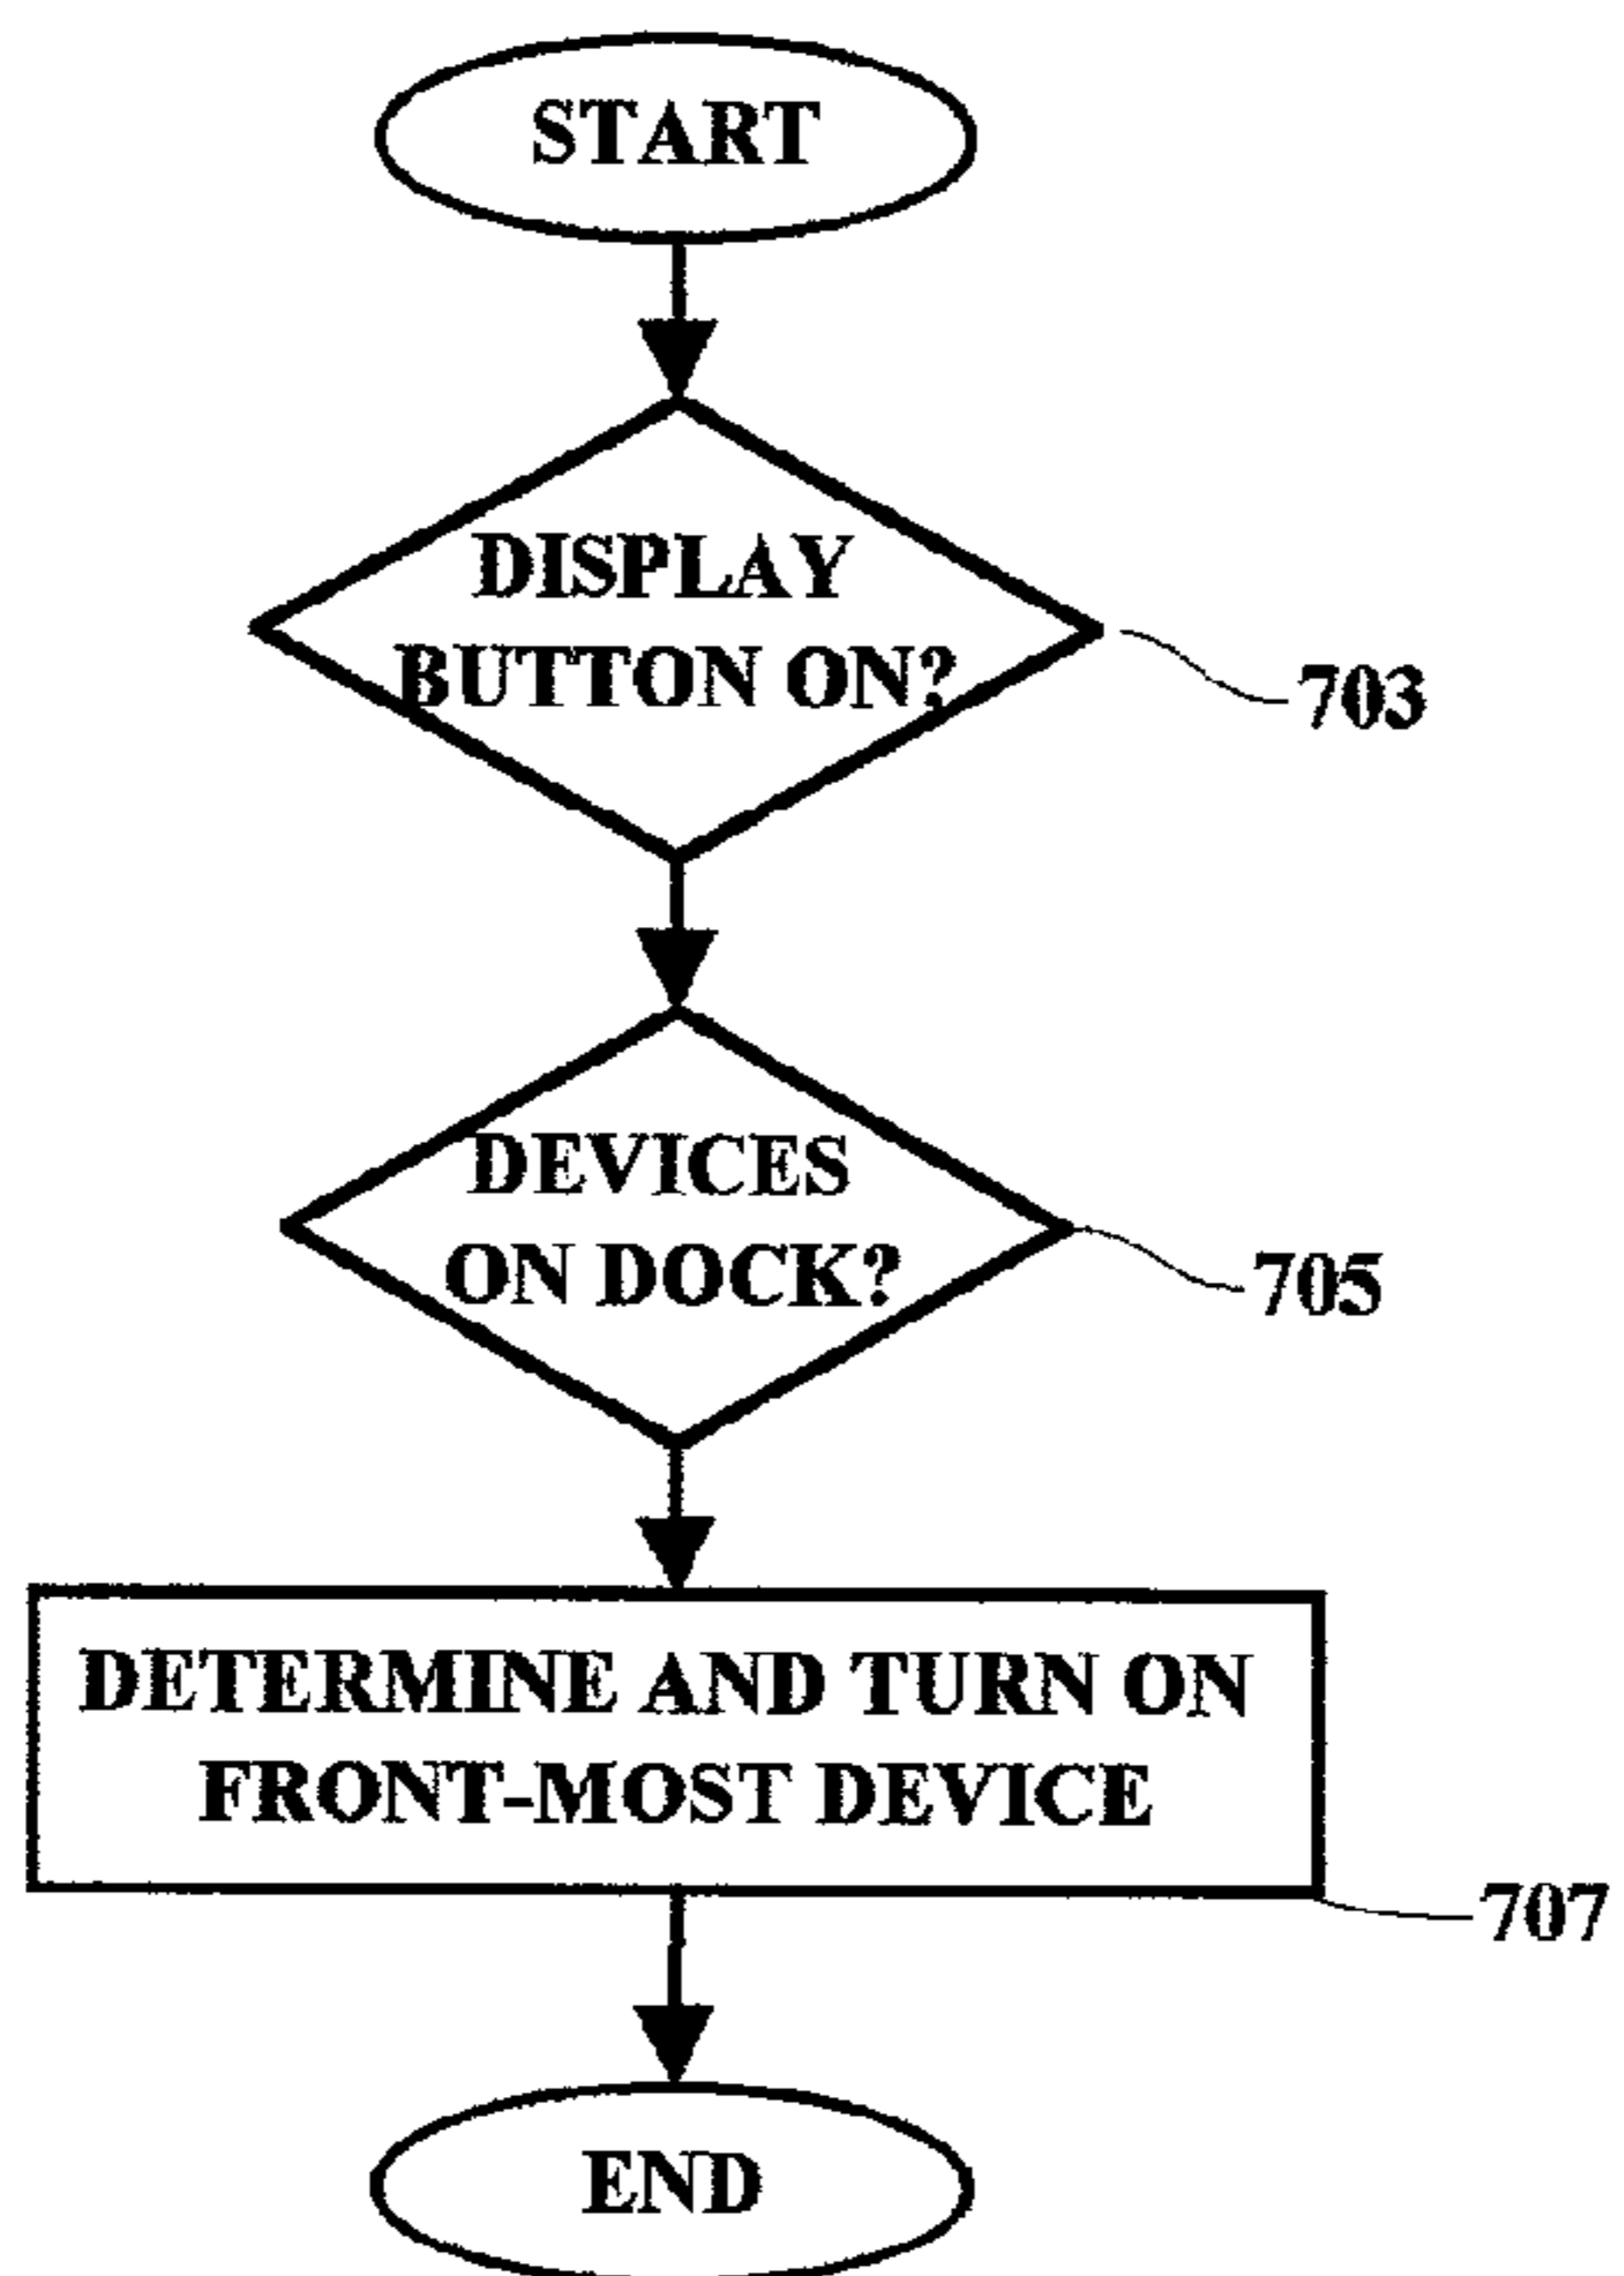 START
DISPLAY
BUTTON ON?
703
DEVICES
ON DOCK?
705
DETERMINE AND TURN ON
FRONT-MOST DEVICE
707
END